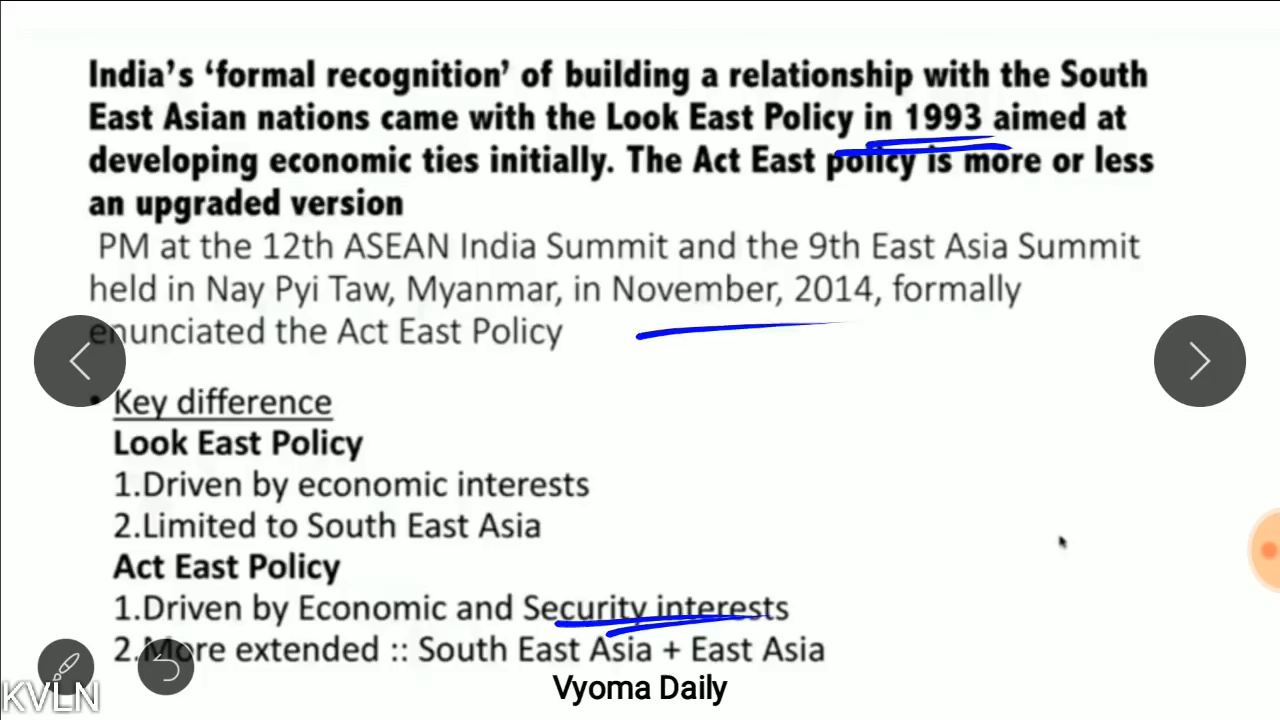 India's ‘formal recognition’ of building a relationship with the South
East Asian nations came with the Look East Policy in 1993 aimed at
developing economic ties initially. The Act East policy is more or less
an upgraded version
PM at the 12th ASEAN India Summit and the 9th East Asia Summit
held in Nay Pyi Taw, Myanmar, in November, 2014, formally
enunciated the Act East Policy
• Key difference
Look East Policy
1.Driven by economic interests
2.Limited to South East Asia
Act East Policy
1.Driven by Economic and Security interests
2.More extended :: South East Asia + East Asia
Vyoma Daily
KVLN